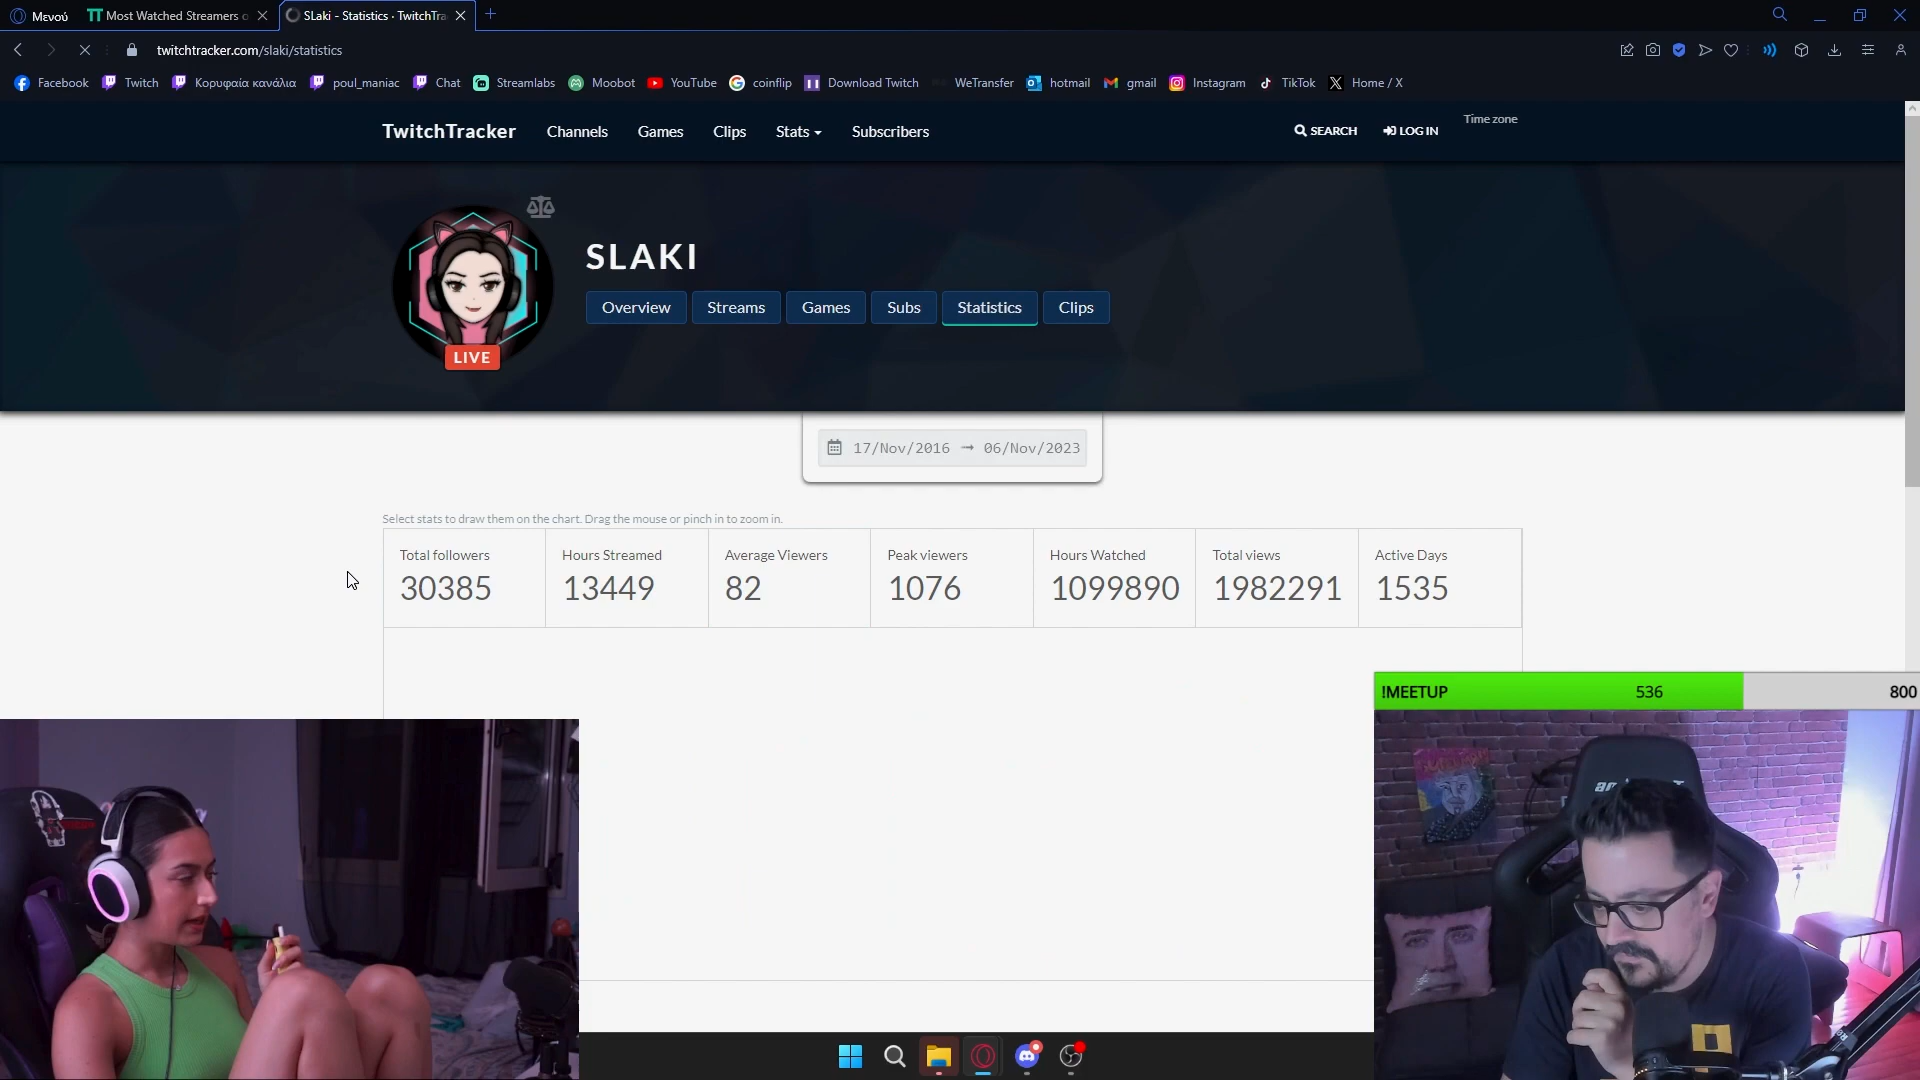 Μενού
Most Watched Streamers o
SLaki - Statistics · TwitchTra
twitchtracker.com/slaki/statistics
Facebook
Twitch
Κορυφαία κανάλια
poul_maniac
Chat
Streamlabs
Moobot
YouTube
coinflip
Download Twitch
WeTransfer
hotmail
gmail
Instagram
TikTok
Home / X
TwitchTracker
Channels
Games
Clips
Stats
Subscribers
SEARCH
LOG IN
Time zone
SLAKI
Overview
Streams
Games
Subs
Statistics
Clips
LIVE
17/Nov/2016 → 06/Nov/2023
Select stats to draw them on the chart. Drag the mouse or pinch in to zoom in.
Total followers
30385
Hours Streamed
13449
Average Viewers
82
Peak viewers
1076
Hours Watched
1099890
Total views
1982291
Active Days
1535
!MEETUP 536 800